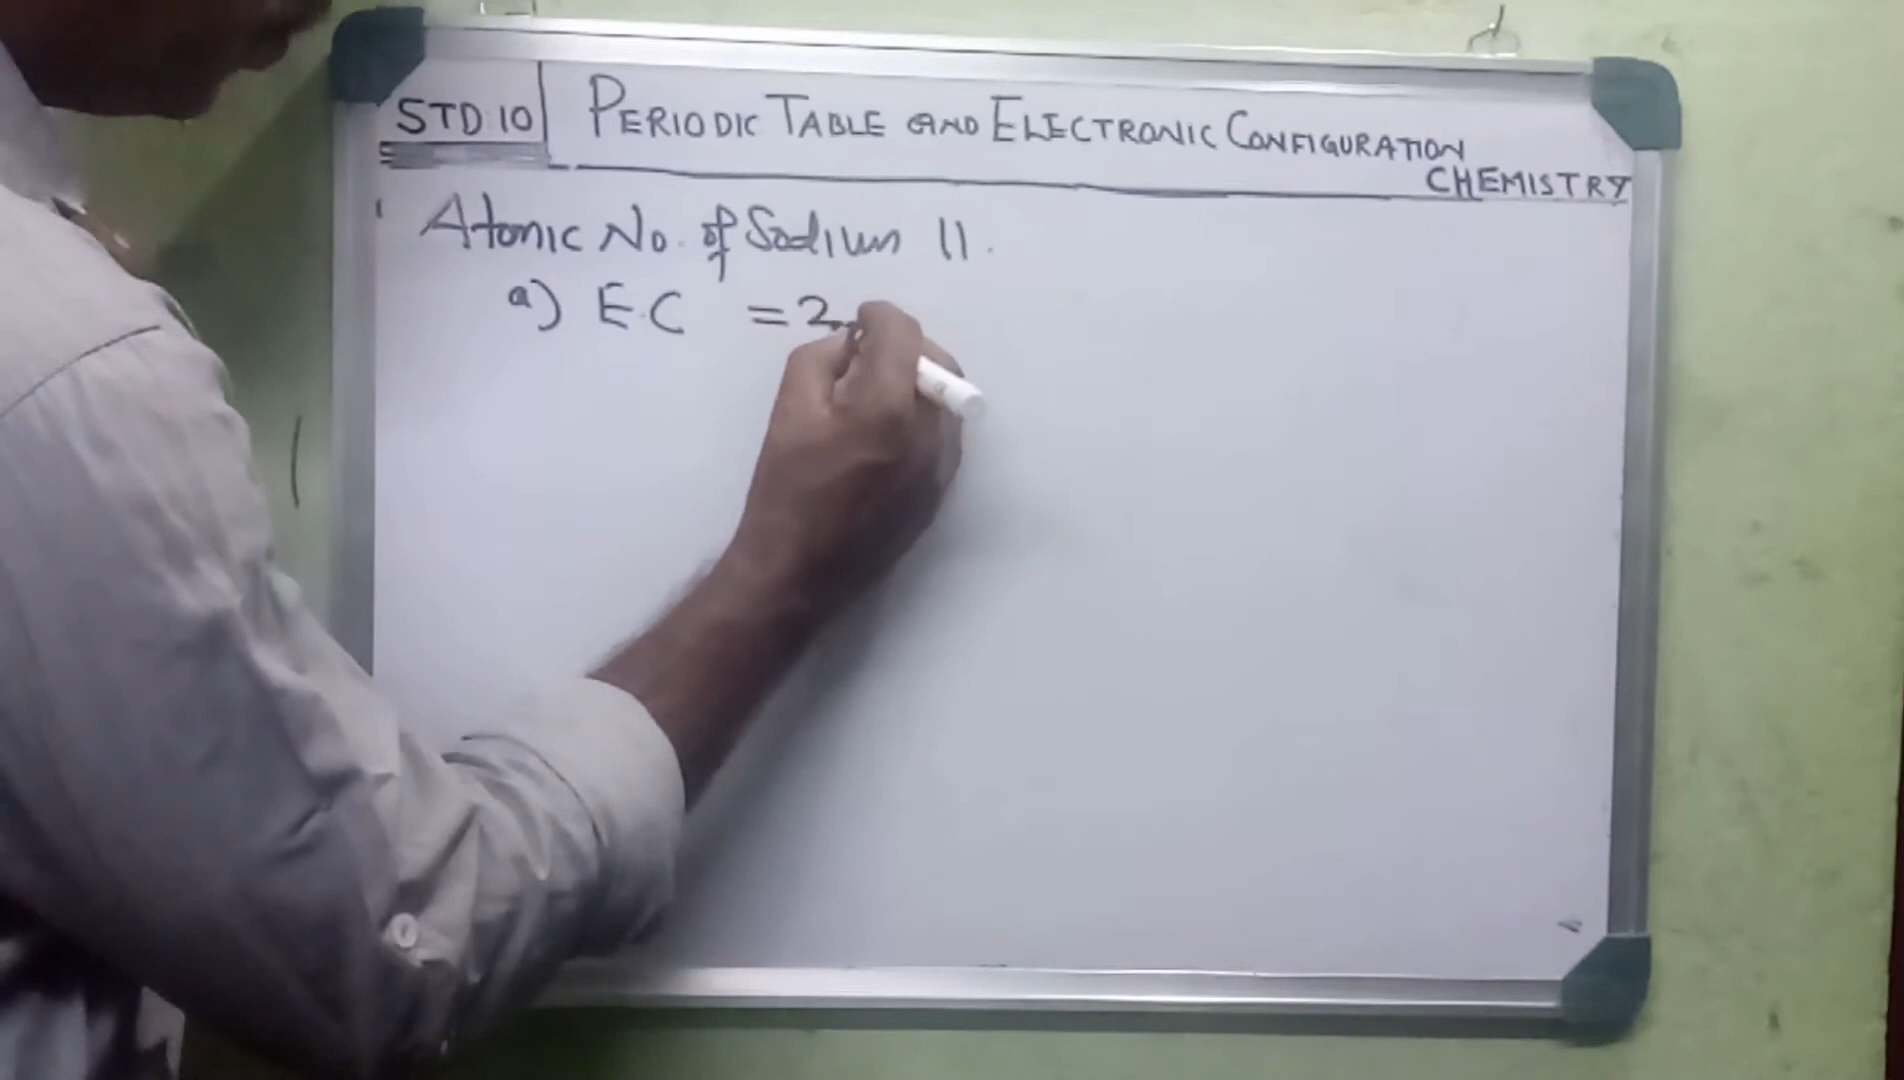 STD 10 PERIODIC TABLE AND ELECTRONIC CONFIGURATION
CHEMISTRY
Atomic No. of Sodium 11.
a) E.C = 2